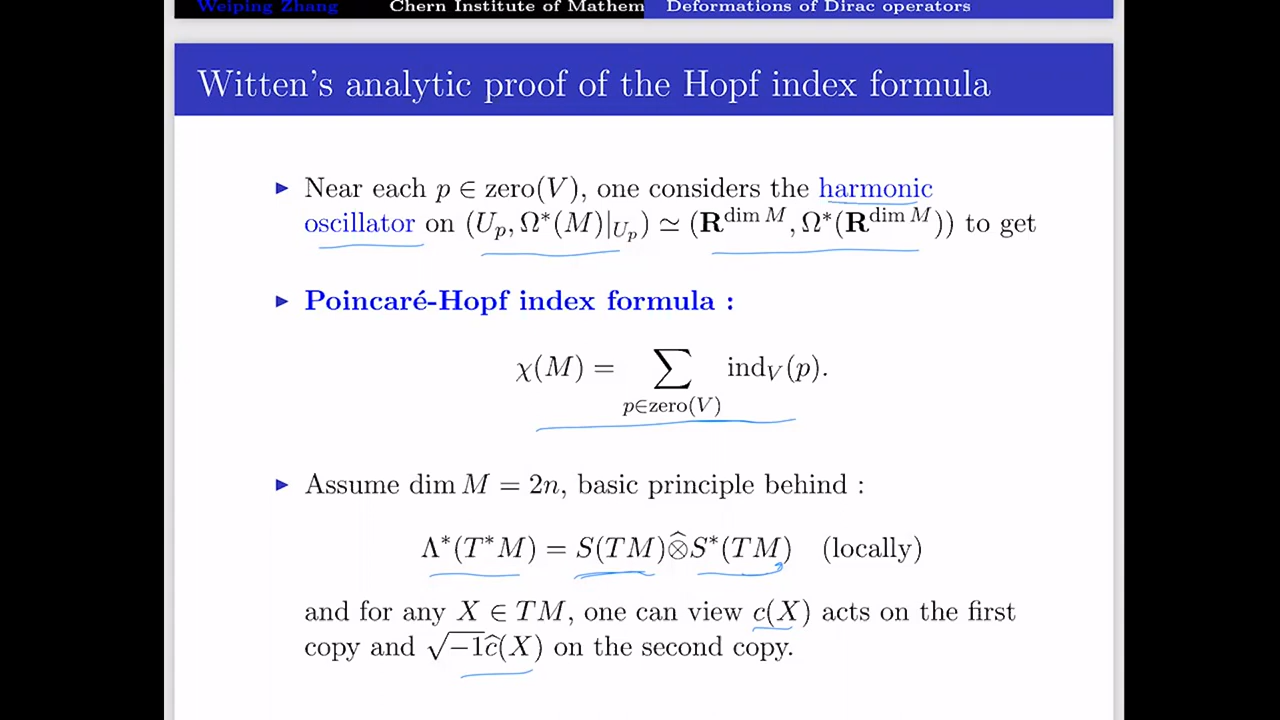 Weiping Zhang Chern Institute of Mathem Deformations of Dirac operators
Witten's analytic proof of the Hopf index formula
▶ Near each p ∈ zero(V), one considers the harmonic
oscillator on (U_p, Ω*(M)|_{U_p}) ≃ (R^{dim M}, Ω*(R^{dim M})) to get
▶ Poincaré-Hopf index formula :
χ(M) = ∑_{p∈zero(V)} ind_V(p).
▶ Assume dim M = 2n, basic principle behind :
Λ*(T*M) = S(TM)⊗̂S*(TM) (locally)
and for any X ∈ TM, one can view c(X) acts on the first
copy and √−1ĉ(X) on the second copy.